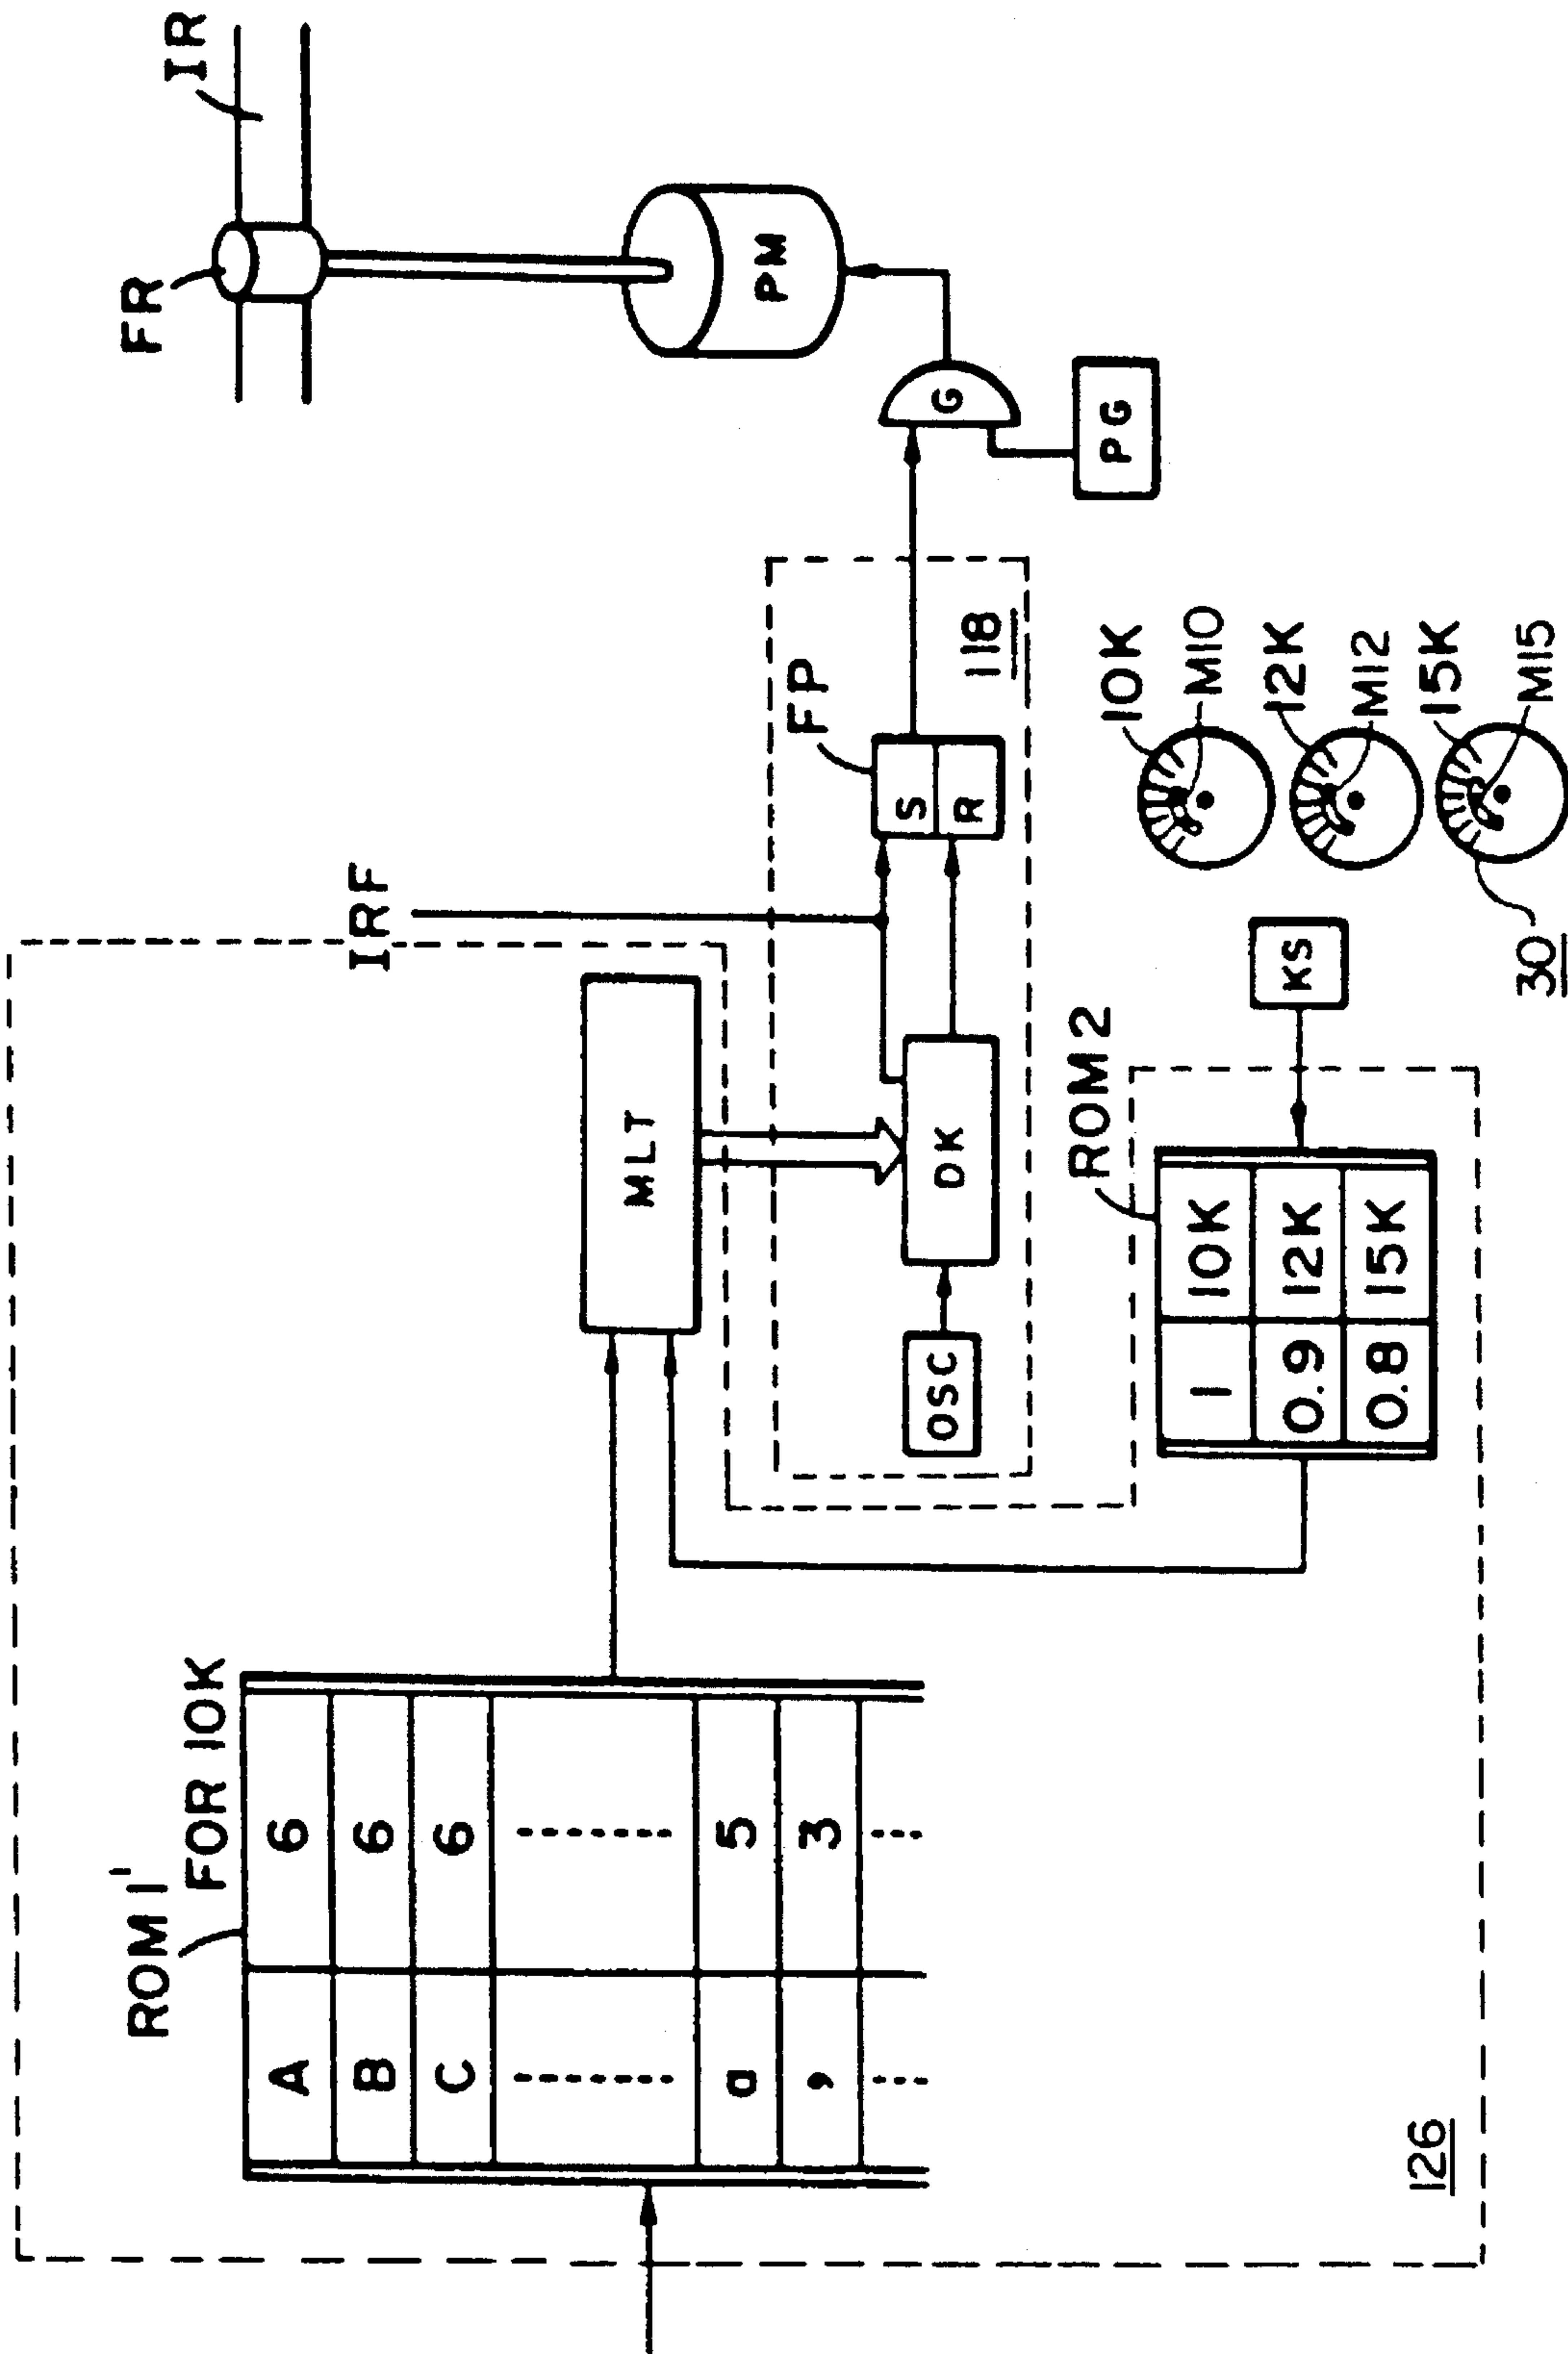 ROM 1'
FOR 10K
A 6
B 6
C 6
a 5
, 3
126
MLT
IRF
OSC
DK
FP
S
R
118
ROM 2
1 10K
0.9 12K
0.8 15K
KS
10K
M10
12K
M12
15K
M15
30
G
PG
PM
FR
IR